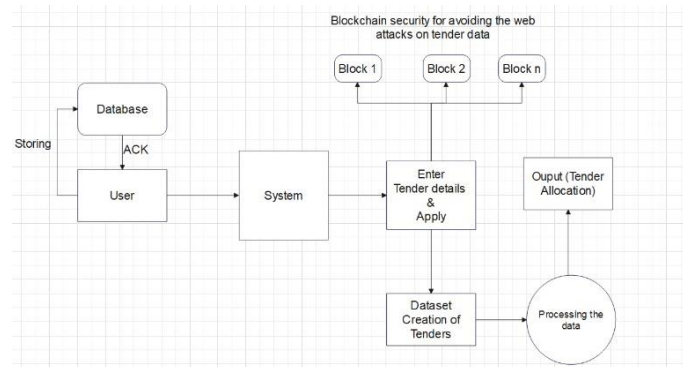 Blockchain security for avoiding the web
attacks on tender data
Block 1
Block 2
Block n
Database
Storing
ACK
User
System
Enter
Tender details
&
Apply
Ouput (Tender
Allocation)
Dataset
Creation of
Tenders
Processing the
data